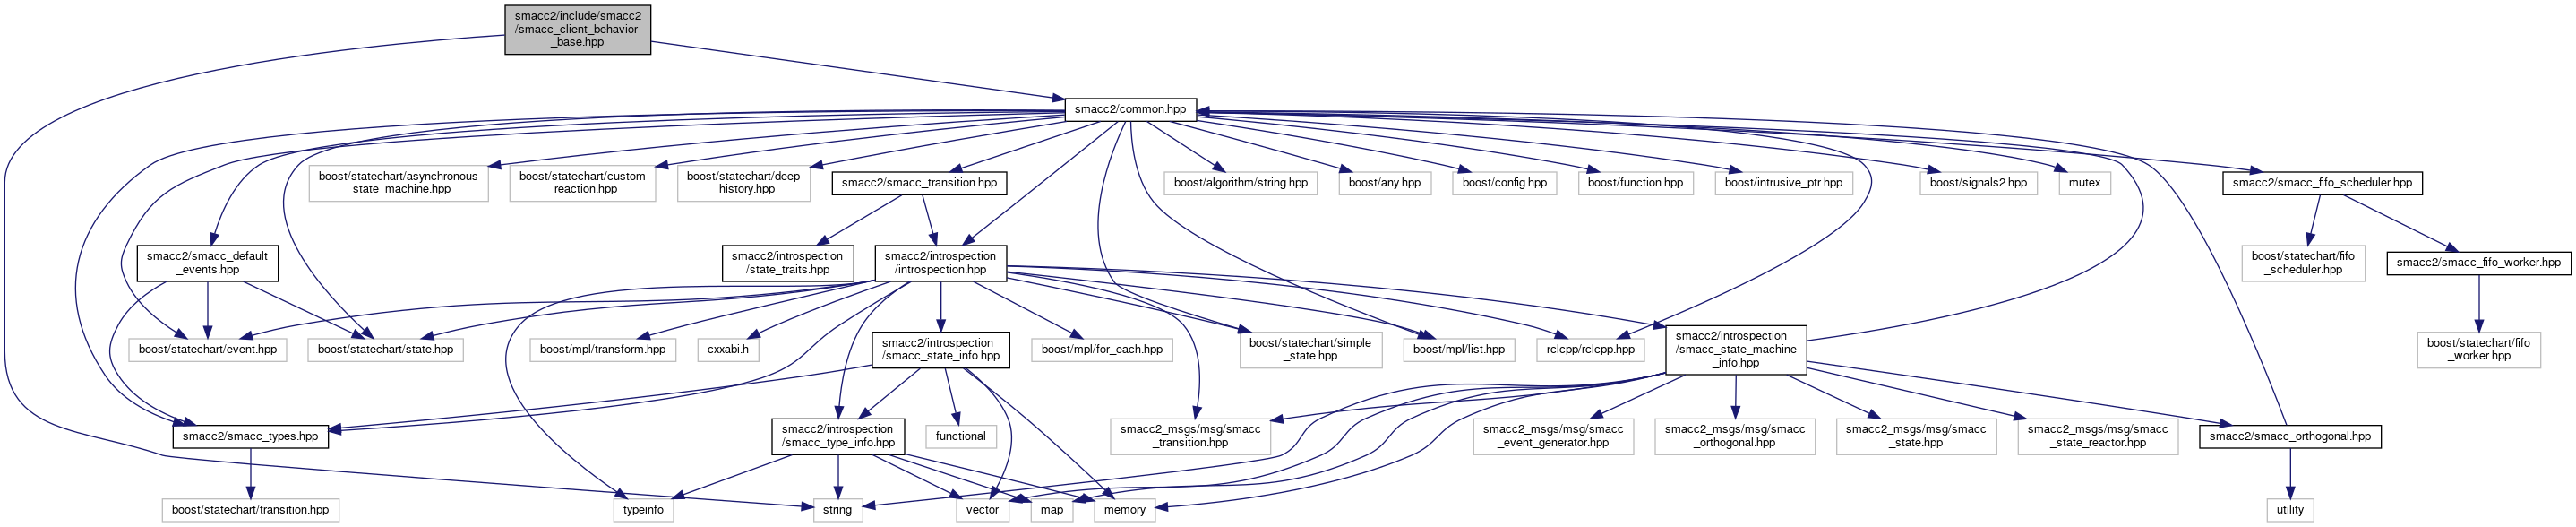 smacc2/include/smacc2
/smacc_client_behavior
_base.hpp
smacc2/common.hpp
boost/statechart/asynchronous
_state_machine.hpp
boost/statechart/custom
_reaction.hpp
boost/statechart/deep
_history.hpp
smacc2/smacc_transition.hpp
boost/algorithm/string.hpp
boost/any.hpp
boost/config.hpp
boost/function.hpp
boost/intrusive_ptr.hpp
boost/signals2.hpp
mutex
smacc2/smacc_fifo_scheduler.hpp
smacc2/smacc_default
_events.hpp
smacc2/introspection
/state_traits.hpp
smacc2/introspection
/introspection.hpp
boost/statechart/fifo
_scheduler.hpp
smacc2/smacc_fifo_worker.hpp
boost/statechart/event.hpp
boost/statechart/state.hpp
boost/mpl/transform.hpp
cxxabi.h
smacc2/introspection
/smacc_state_info.hpp
boost/mpl/for_each.hpp
boost/statechart/simple
_state.hpp
boost/mpl/list.hpp
rclcpp/rclcpp.hpp
smacc2/introspection
/smacc_state_machine
_info.hpp
boost/statechart/fifo
_worker.hpp
smacc2/smacc_types.hpp
smacc2/introspection
/smacc_type_info.hpp
functional
smacc2_msgs/msg/smacc
_transition.hpp
smacc2_msgs/msg/smacc
_event_generator.hpp
smacc2_msgs/msg/smacc
_orthogonal.hpp
smacc2_msgs/msg/smacc
_state.hpp
smacc2_msgs/msg/smacc
_state_reactor.hpp
smacc2/smacc_orthogonal.hpp
boost/statechart/transition.hpp
typeinfo
string
vector
map
memory
utility